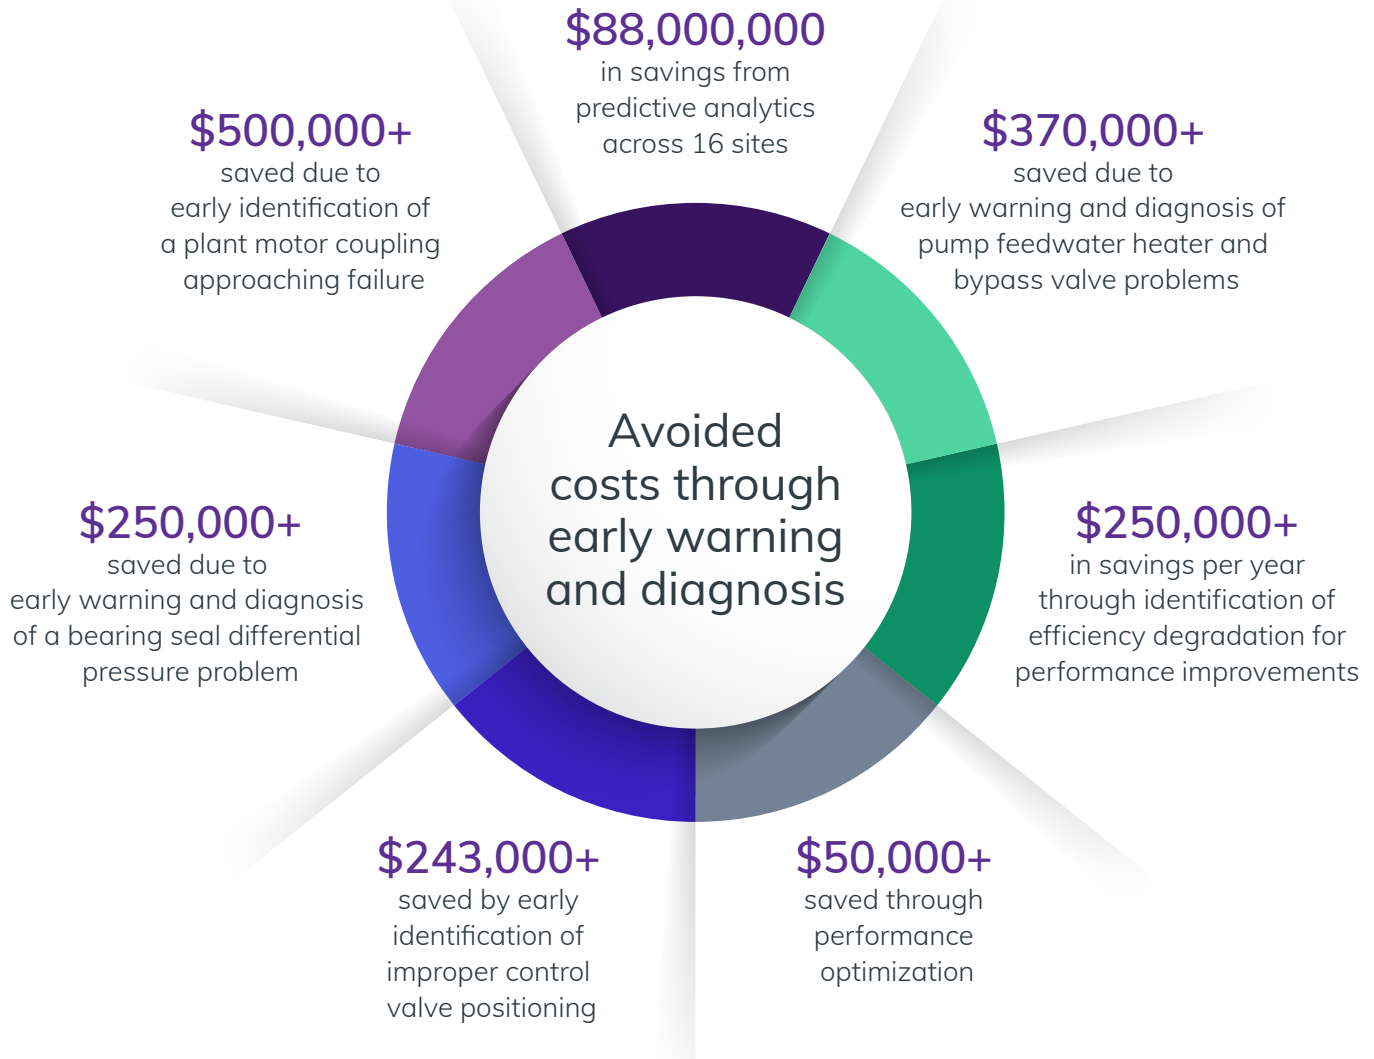 $88,000,000
in savings from
predictive analytics
across 16 sites
$370,000+
saved due to
early warning and diagnosis of
pump feedwater heater and
bypass valve problems
$250,000+
in savings per year
through identification of
efficiency degradation for
performance improvements
$50,000+
saved through
performance
optimization
$243,000+
saved by early
identification of
improper control
valve positioning
$250,000+
saved due to
early warning and diagnosis
of a bearing seal differential
pressure problem
$500,000+
saved due to
early identification of
a plant motor coupling
approaching failure
Avoided
costs through
early warning
and diagnosis